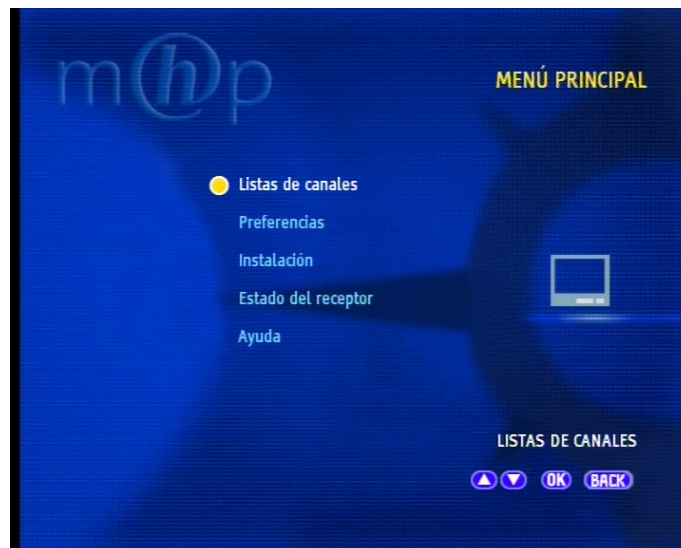 mhp
MENÚ PRINCIPAL
Listas de canales
Preferencias
Instalación
Estado del receptor
Ayuda
LISTAS DE CANALES
OK BACK